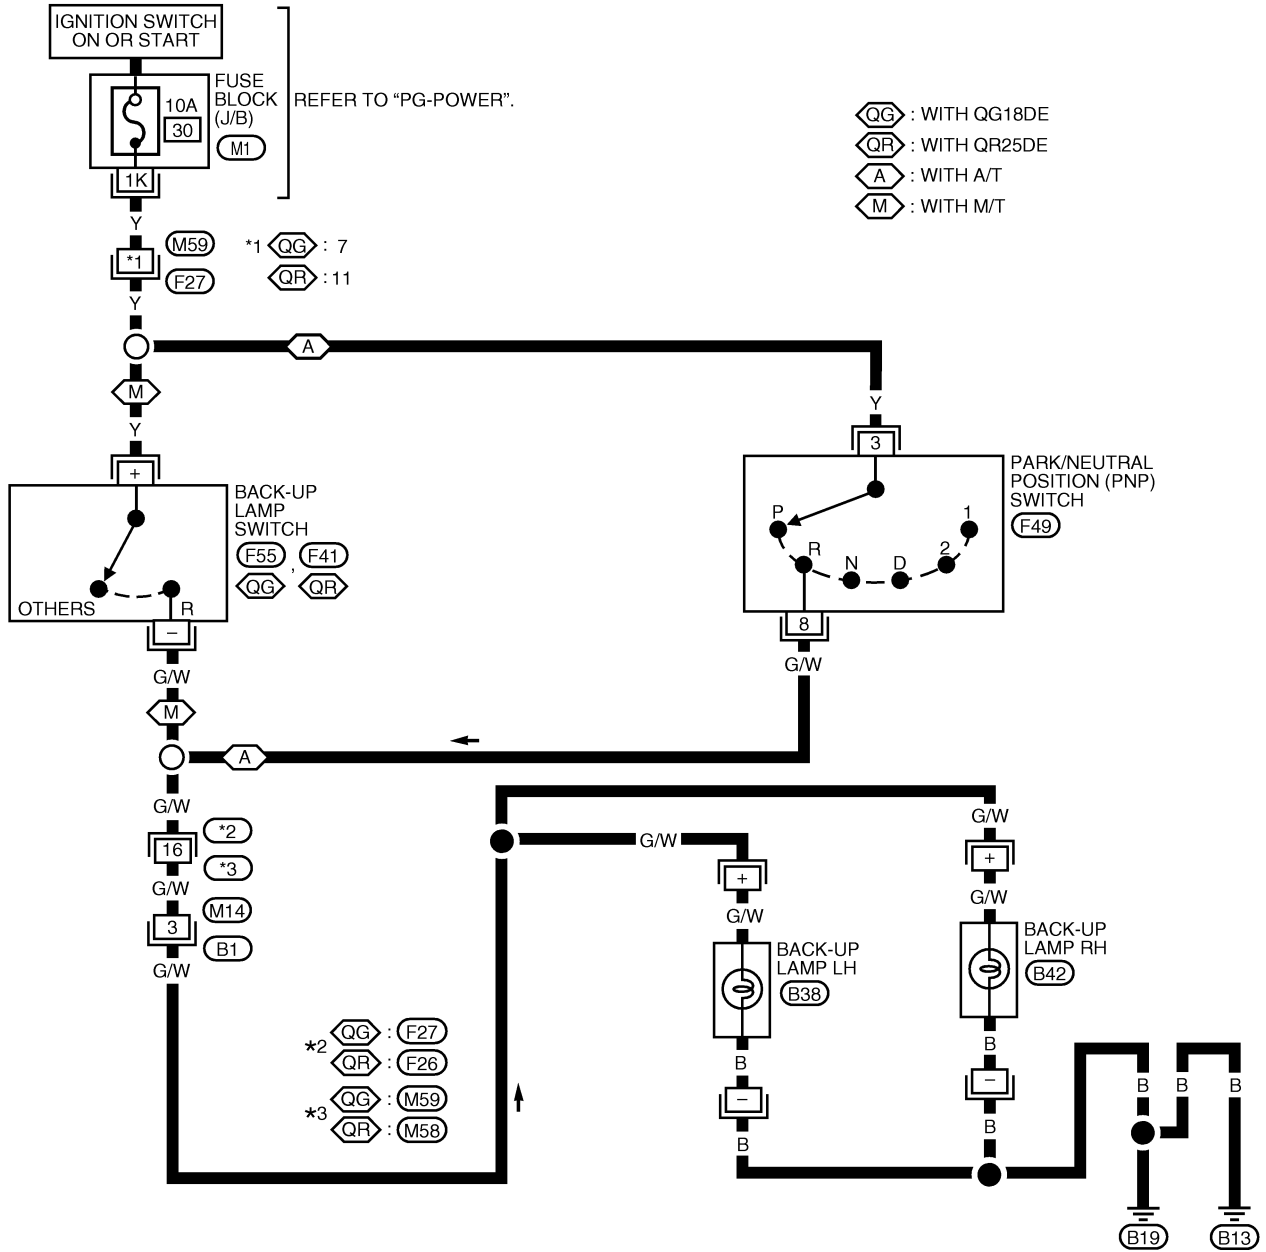 IGNITION SWITCH
ON OR START
FUSE
BLOCK
(J/B)
10A
30
M1
REFER TO “PG-POWER”.
1K
Y
QG : WITH QG18DE
QR : WITH QR25DE
A : WITH A/T
M : WITH M/T
*1
M59
F27
*1 QG : 7
QR : 11
Y
A
M
Y
Y
+
3
BACK-UP
LAMP
SWITCH
F55 , F41
QG QR
OTHERS
R
−
PARK/NEUTRAL
POSITION (PNP)
SWITCH
F49
P
R
N
D
2
1
8
G/W
G/W
M
A
G/W
16
*2
*3
G/W
3
M14
B1
G/W
G/W
G/W
+
+
G/W
G/W
BACK-UP
LAMP LH
B38
BACK-UP
LAMP RH
B42
*2 QG : F27
QR : F26
*3 QG : M59
QR : M58
B
B
−
−
B
B
B
B
B
B19
B13